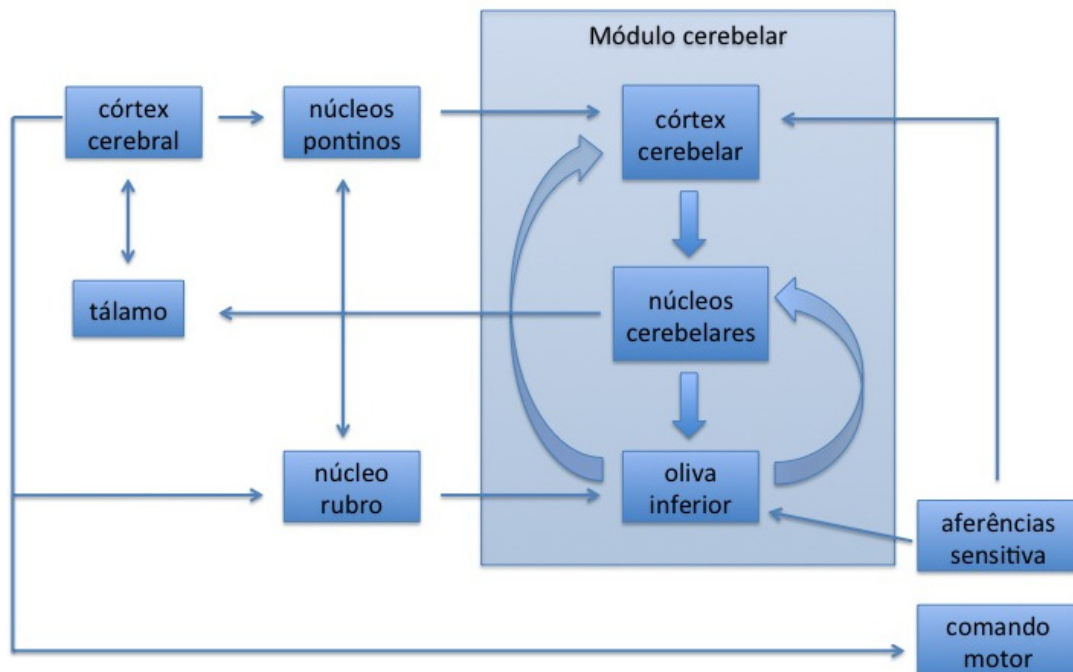 Módulo cerebelar
córtex
cerebral
núcleos
pontinos
córtex
cerebelar
tálamo
núcleos
cerebelares
núcleo
rubro
oliva
inferior
aferências
sensitiva
comando
motor